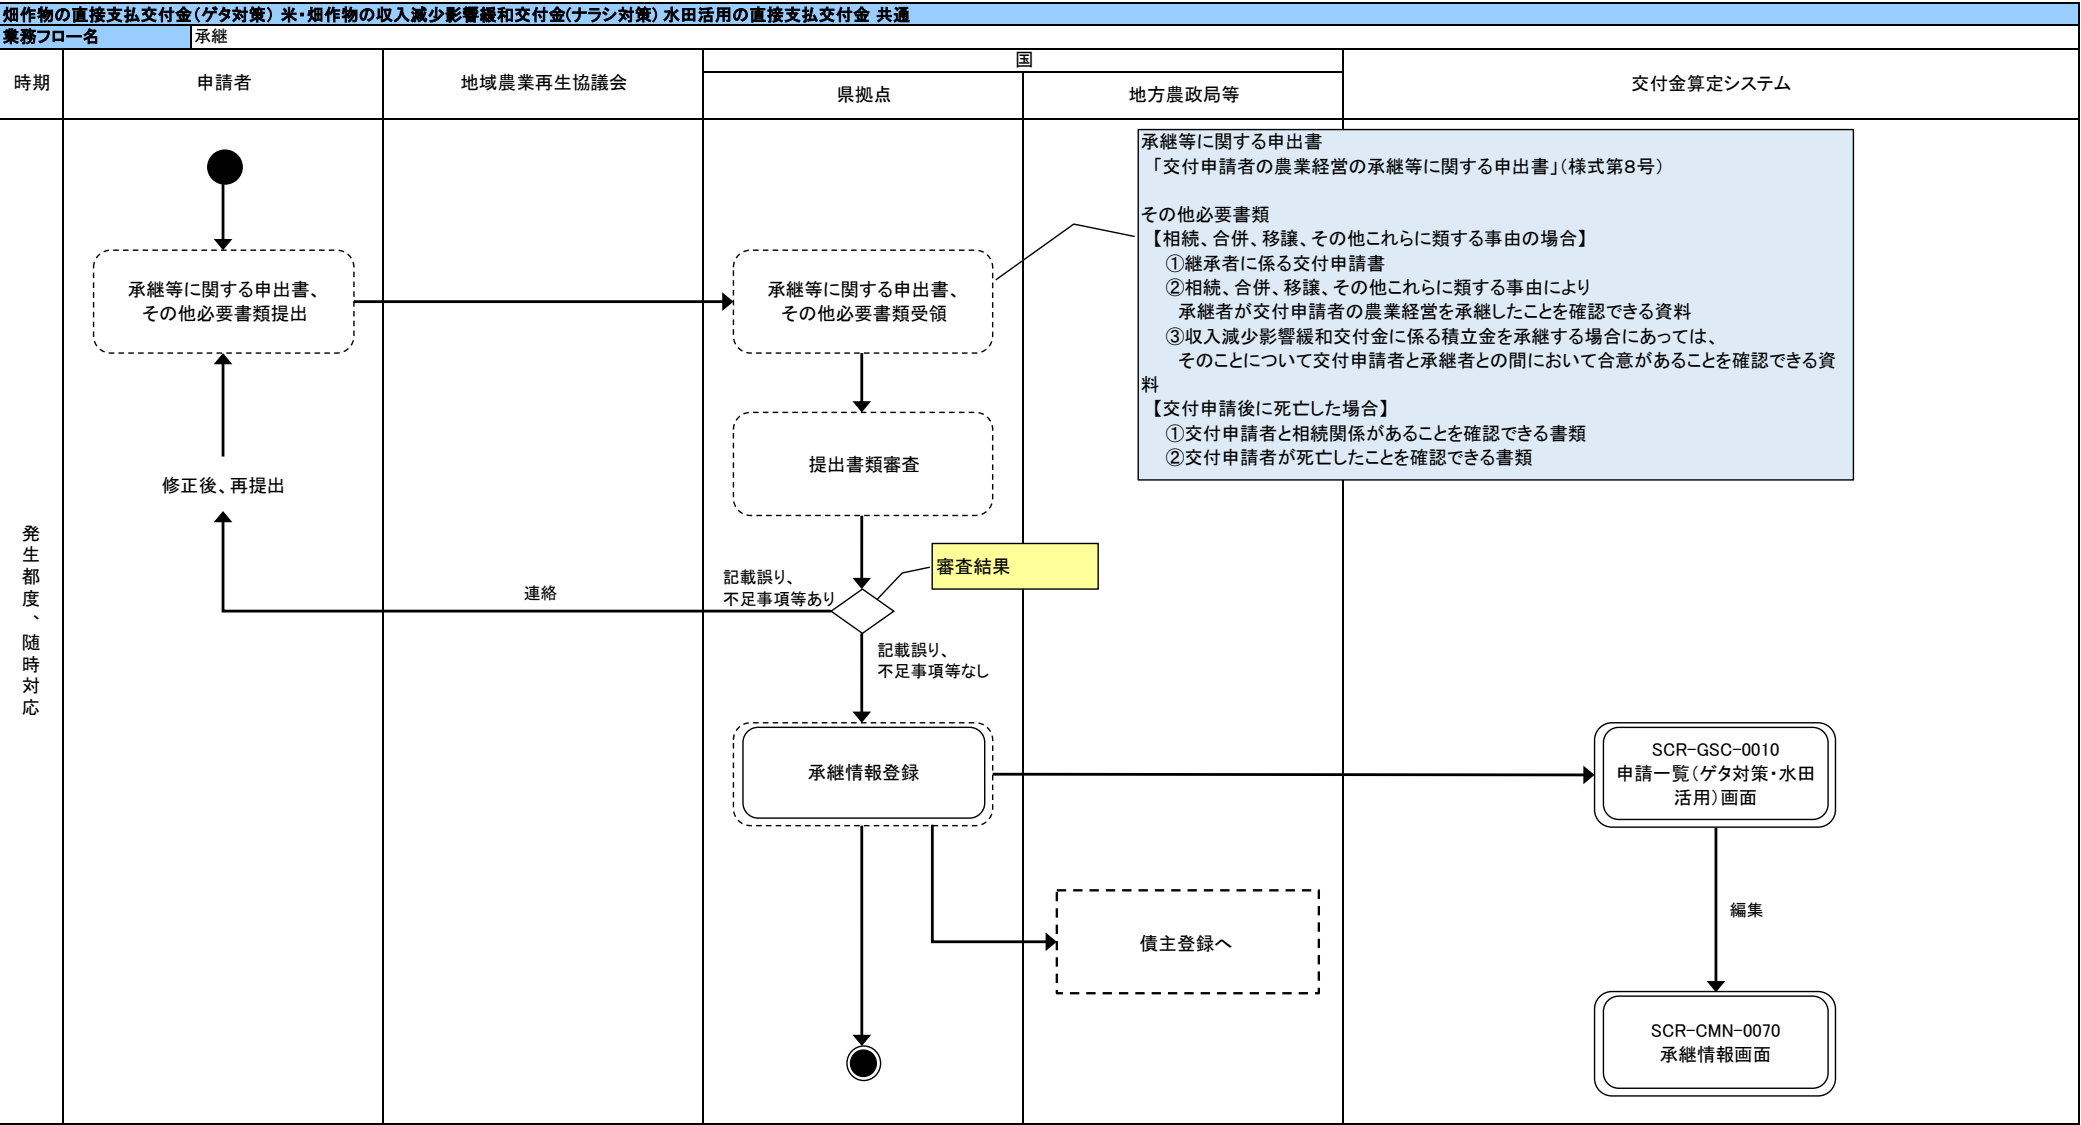 畑作物の直接支払交付金（ゲタ対策） 米・畑作物の収入減少影響緩和交付金(ナラシ対策) 水田活用の直接支払交付金 共通
業務フロー名
承継
時期
申請者
地域農業再生協議会
国
県拠点
地方農政局等
交付金算定システム
承継等に関する申出書
「交付申請者の農業経営の承継等に関する申出書」（様式第８号）
その他必要書類
【相続、合併、移譲、その他これらに類する事由の場合】
①継承者に係る交付申請書
②相続、合併、移譲、その他これらに類する事由により
承継者が交付申請者の農業経営を承継したことを確認できる資料
③収入減少影響緩和交付金に係る積立金を承継する場合にあっては、
そのことについて交付申請者と承継者との間において合意があることを確認できる資
料
【交付申請後に死亡した場合】
①交付申請者と相続関係があることを確認できる書類
②交付申請者が死亡したことを確認できる書類
承継等に関する申出書、
その他必要書類提出
承継等に関する申出書、
その他必要書類受領
提出書類審査
修正後、再提出
発生都度、随時対応
審査結果
記載誤り、
不足事項等あり
連絡
記載誤り、
不足事項等なし
承継情報登録
SCR-GSC-0010
申請一覧（ゲタ対策・水田
活用）画面
編集
債主登録へ
SCR-CMN-0070
承継情報画面